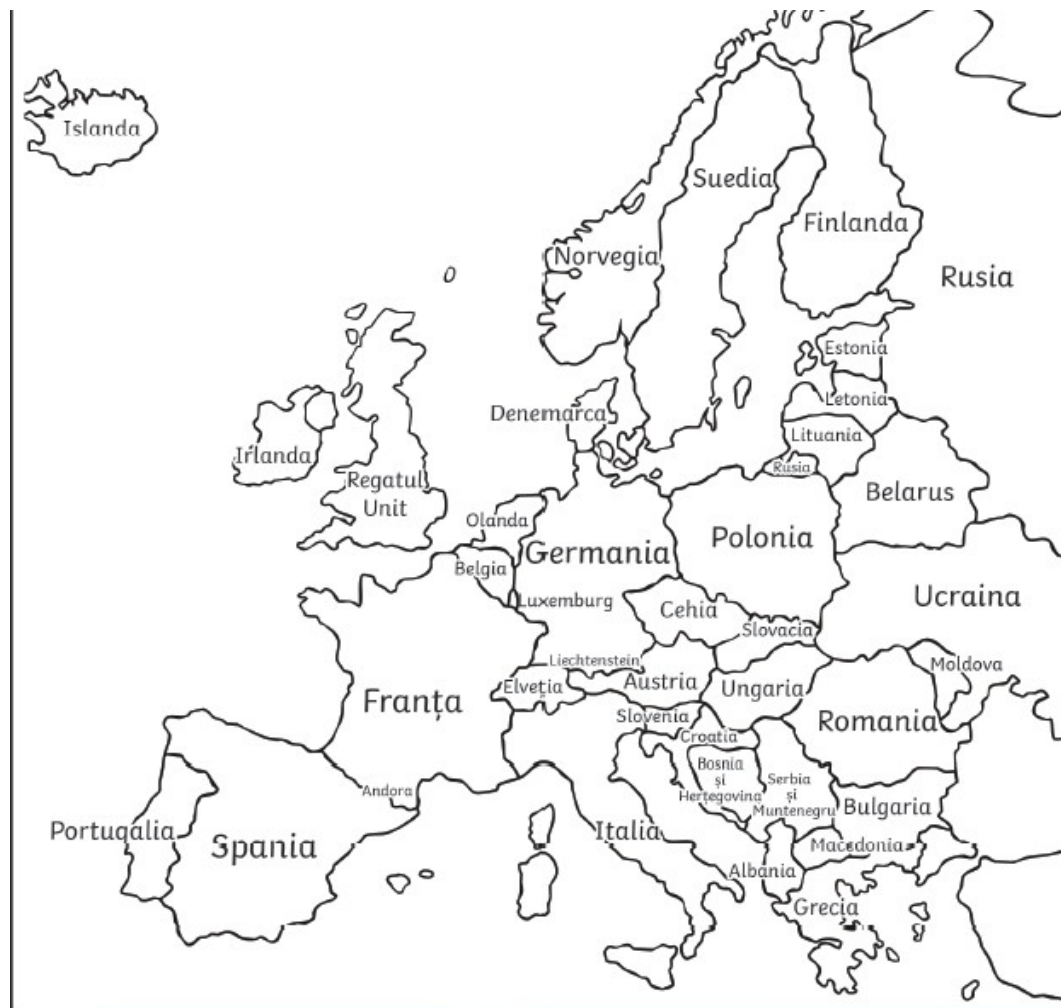 Islanda
Suedia
Finlanda
Norvegia
Rusia
Estonia
Letonia
Denemarca
Lituania
Irlanda
Rusia
Regatul
Unit
Belarus
Olanda
Germania
Polonia
Belgia
Luxemburg
Cehia
Ucraina
Slovacia
Liechtenstein
Moldova
Elveția
Austria
Ungaria
Franța
Slovenia
Romania
Croatia
Bosnia
și
Herțegovina
Serbia
și
Muntenegru
Andora
Bulgaria
Portugalia
Spania
Italia
Macedonia
Albania
Grecia